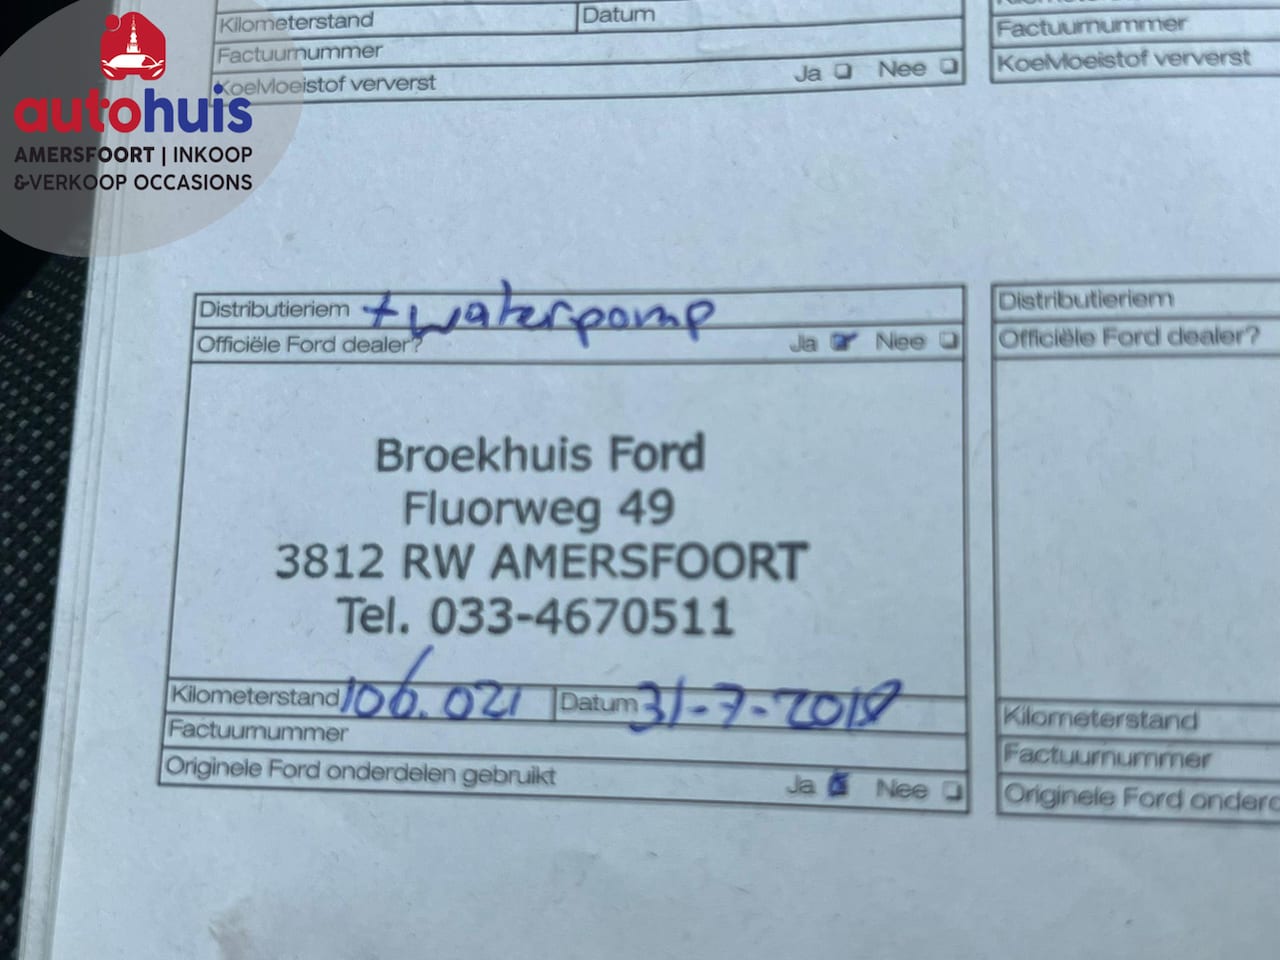 autohuis
AMERSFOORT | INKOOP
&VERKOOP OCCASIONS
Kilometerstand Datum
Factuurnummer
Koelvloeistof ververst Ja Nee
Factuurnummer
Koelvloeistof ververst
Distributieriem + waterpomp
Officiële Ford dealer? Ja Nee
Broekhuis Ford
Fluorweg 49
3812 RW AMERSFOORT
Tel. 033-4670511
Kilometerstand 106.021 Datum 31-7-2018
Factuurnummer
Originele Ford onderdelen gebruikt Ja Nee
Distributieriem
Officiële Ford dealer?
Kilometerstand
Factuurnummer
Originele Ford onderd